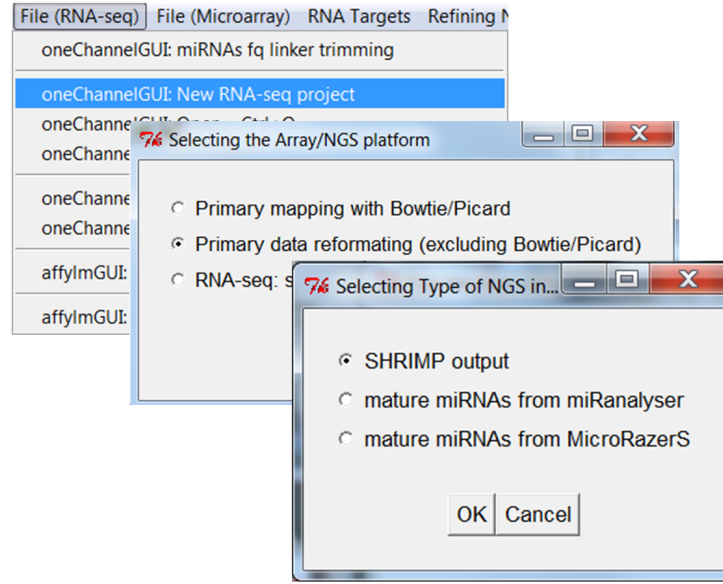 File (RNA-seq) File (Microarray) RNA Targets Refining
oneChannelGUI: miRNAs fq linker trimming
oneChannelGUI: New RNA-seq project
Selecting the Array/NGS platform
Primary mapping with Bowtie/Picard
Primary data reformating (excluding Bowtie/Picard)
RNA-seq:
affylmGUI:
affylmGUI:
Selecting Type of NGS in...
SHRIMP output
mature miRNAs from miRanalyser
mature miRNAs from MicroRazerS
OK Cancel